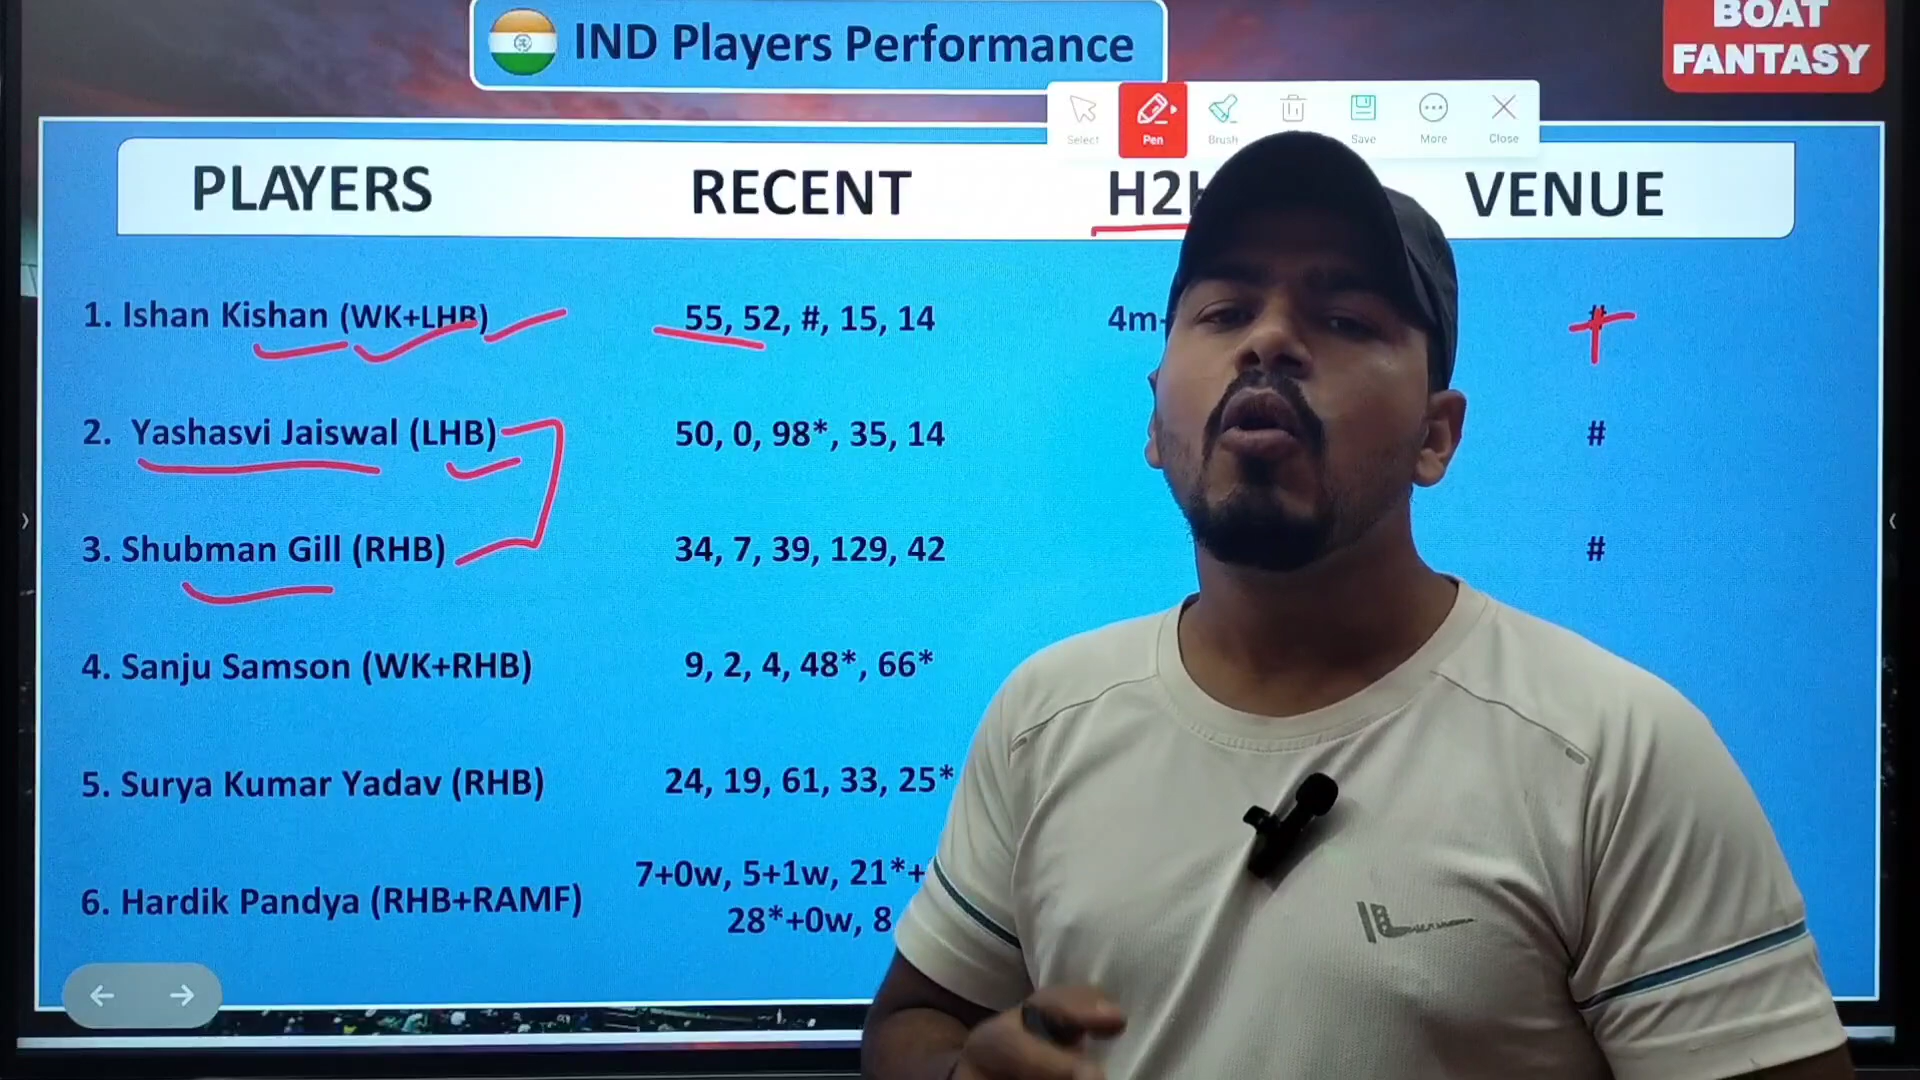 IND Players Performance
BOAT
FANTASY
Select
Pen
Brush
Save
More
Close
PLAYERS RECENT H2H VENUE
1. Ishan Kishan (WK+LHB) 55, 52, #, 15, 14 4m- #
2. Yashasvi Jaiswal (LHB) 50, 0, 98*, 35, 14 #
3. Shubman Gill (RHB) 34, 7, 39, 129, 42 #
4. Sanju Samson (WK+RHB) 9, 2, 4, 48*, 66*
5. Surya Kumar Yadav (RHB) 24, 19, 61, 33, 25*
6. Hardik Pandya (RHB+RAMF) 7+0w, 5+1w, 21*+
28*+0w, 8